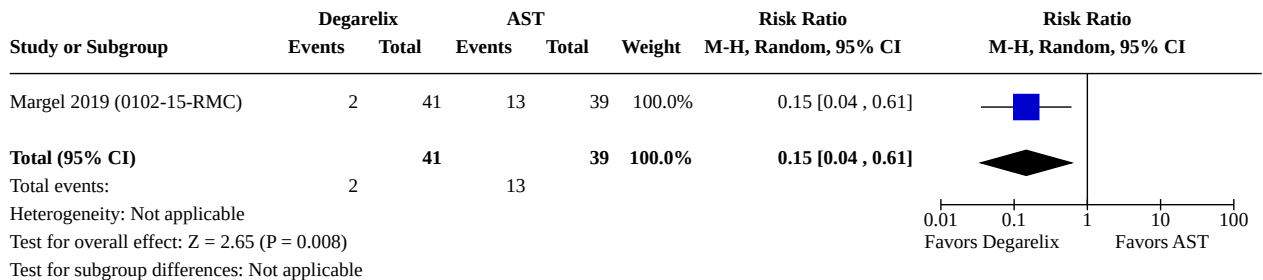 Degarelix AST Risk Ratio Risk Ratio
Study or Subgroup Events Total Events Total Weight M-H, Random, 95% CI M-H, Random, 95% CI
Margel 2019 (0102-15-RMC) 2 41 13 39 100.0% 0.15 [0.04 , 0.61]
Total (95% CI) 41 39 100.0% 0.15 [0.04 , 0.61]
Total events: 2 13
Heterogeneity: Not applicable
0.01 0.1 1 10 100
Test for overall effect: Z = 2.65 (P = 0.008)
Favors Degarelix Favors AST
Test for subgroup differences: Not applicable